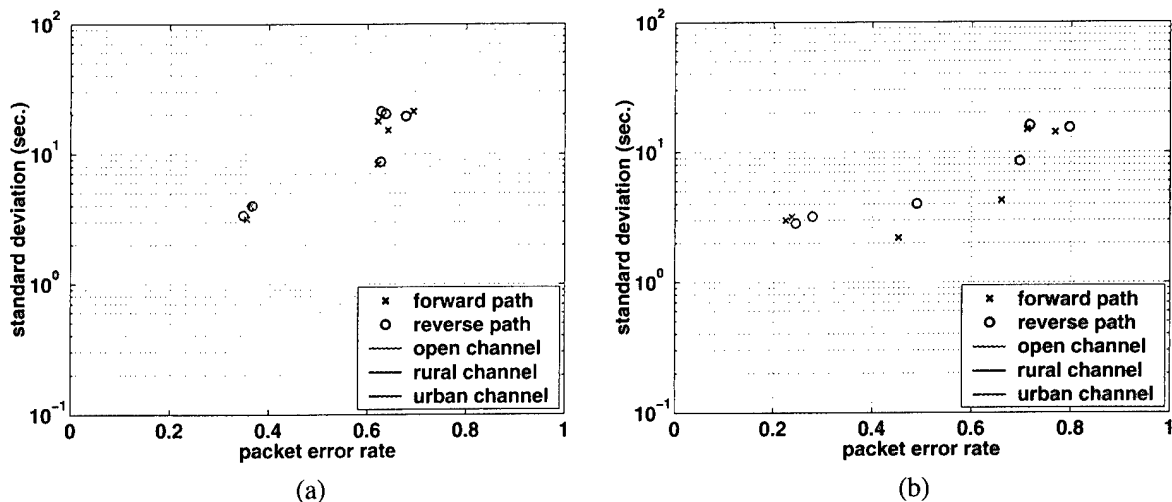 10^2
10^1
10^0
10^-1
standard deviation (sec.)
0
0.2
0.4
0.6
0.8
1
packet error rate
forward path
reverse path
open channel
rural channel
urban channel
(a)
10^2
10^1
10^0
10^-1
standard deviation (sec.)
0
0.2
0.4
0.6
0.8
1
packet error rate
forward path
reverse path
open channel
rural channel
urban channel
(b)